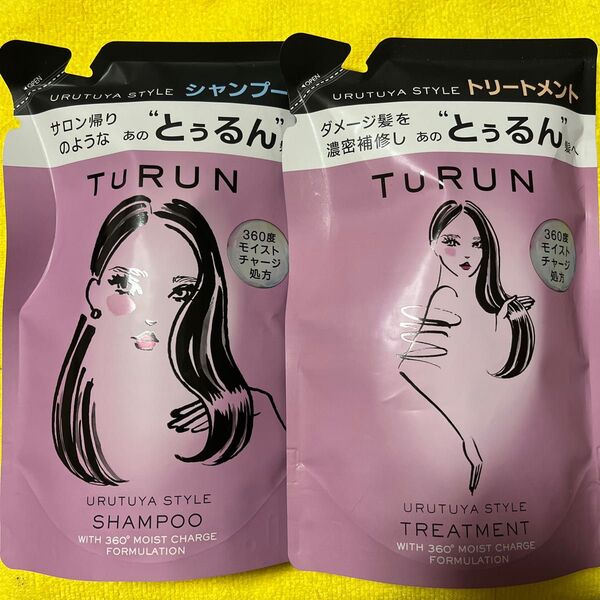 OPEN
URUTUYA STYLE シャンプー
サロン帰り
のような あの“とぅるん”
TURUN
360度
モイスト
チャージ
処方
URUTUYA STYLE
SHAMPOO
WITH 360° MOIST CHARGE
FORMULATION
OPEN
URUTUYA STYLE トリートメント
ダメージ髪を
濃密補修し あの“とぅるん”髪へ
TURUN
360度
モイスト
チャージ
処方
URUTUYA STYLE
TREATMENT
WITH 360° MOIST CHARGE
FORMULATION